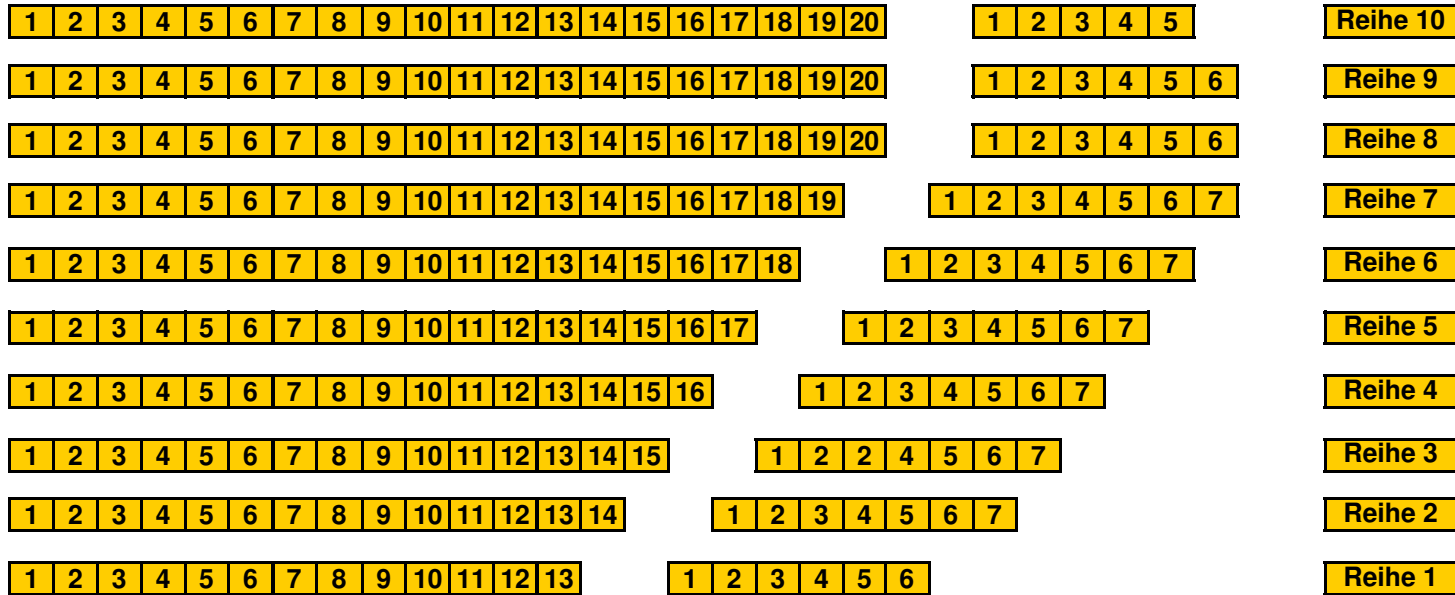 1 2 3 4 5 6 7 8 9 10 11 12 13 14 15 16 17 18 19 20 1 2 3 4 5 Reihe 10
1 2 3 4 5 6 7 8 9 10 11 12 13 14 15 16 17 18 19 20 1 2 3 4 5 6 Reihe 9
1 2 3 4 5 6 7 8 9 10 11 12 13 14 15 16 17 18 19 20 1 2 3 4 5 6 Reihe 8
1 2 3 4 5 6 7 8 9 10 11 12 13 14 15 16 17 18 19 1 2 3 4 5 6 7 Reihe 7
1 2 3 4 5 6 7 8 9 10 11 12 13 14 15 16 17 18 1 2 3 4 5 6 7 Reihe 6
1 2 3 4 5 6 7 8 9 10 11 12 13 14 15 16 17 1 2 3 4 5 6 7 Reihe 5
1 2 3 4 5 6 7 8 9 10 11 12 13 14 15 16 1 2 3 4 5 6 7 Reihe 4
1 2 3 4 5 6 7 8 9 10 11 12 13 14 15 1 2 2 4 5 6 7 Reihe 3
1 2 3 4 5 6 7 8 9 10 11 12 13 14 1 2 3 4 5 6 7 Reihe 2
1 2 3 4 5 6 7 8 9 10 11 12 13 1 2 3 4 5 6 Reihe 1